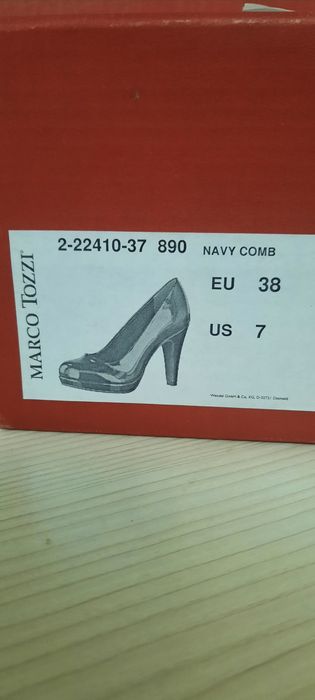 MARCO TOZZI
2-22410-37 890 NAVY COMB
EU 38
US 7